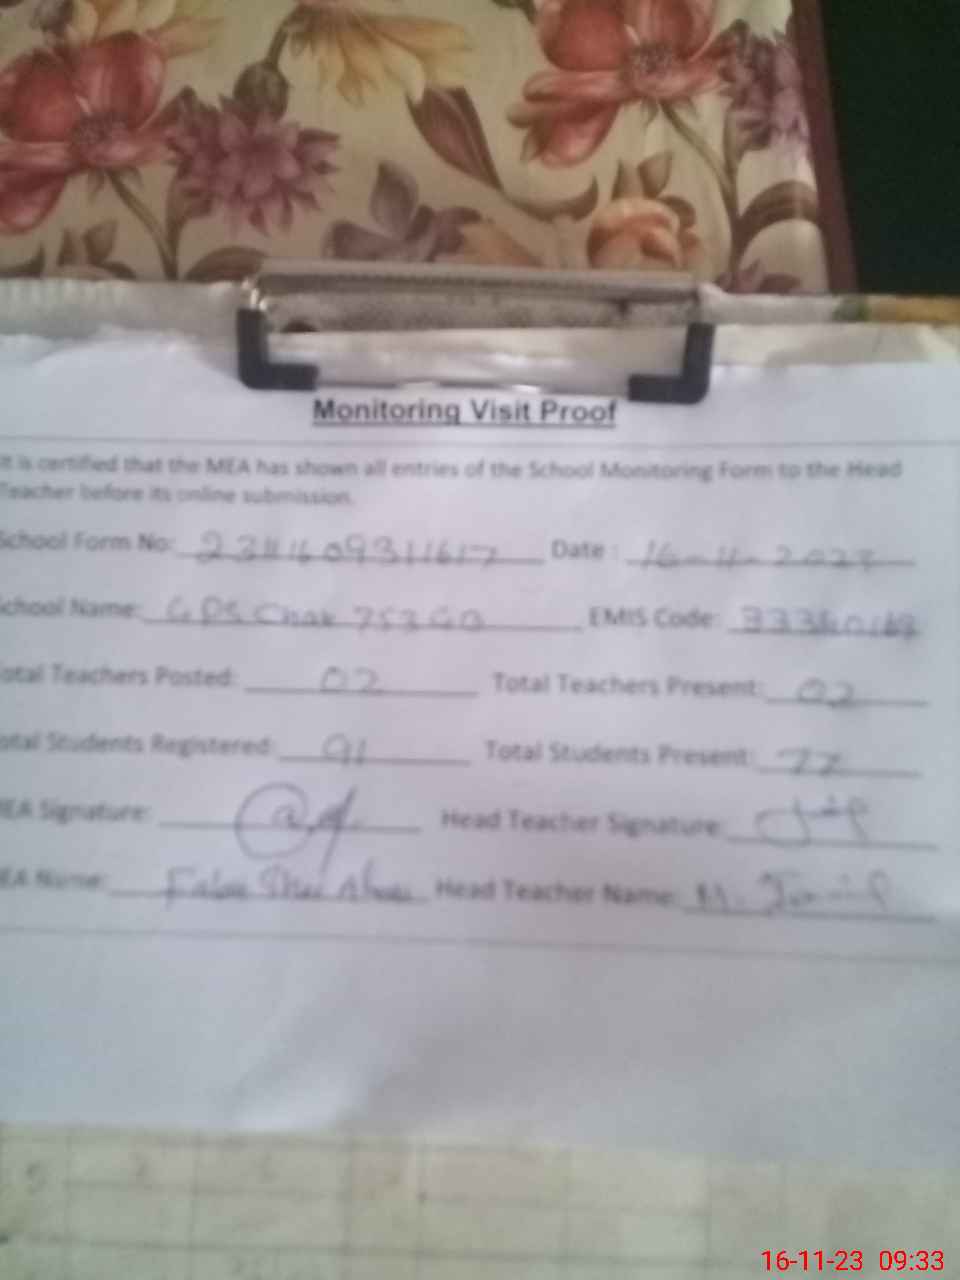 Monitoring Visit Proof
It is certified that the MEA has shown all entries of the School Monitoring Form to the Head
Teacher before its online submission.
School Form No: Date : 16-11-2023
School Name: GPS Chak 753 GB EMIS Code:
Total Teachers Posted: 02 Total Teachers Present: 02
Total Students Registered: 91 Total Students Present: 77
MEA Signature: Head Teacher Signature:
MEA Name: Head Teacher Name: M.
16-11-23 09:33